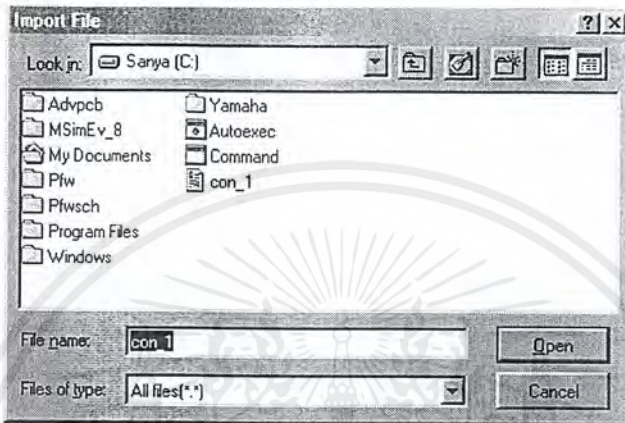 Import File
Look in: Sanya (C:)
Advpcb
MSimEv_8
My Documents
Pfw
Pfwsch
Program Files
Windows
Yamaha
Autoexec
Command
con_1
File name: con_1 Open
Files of type: All files(*.*) Cancel